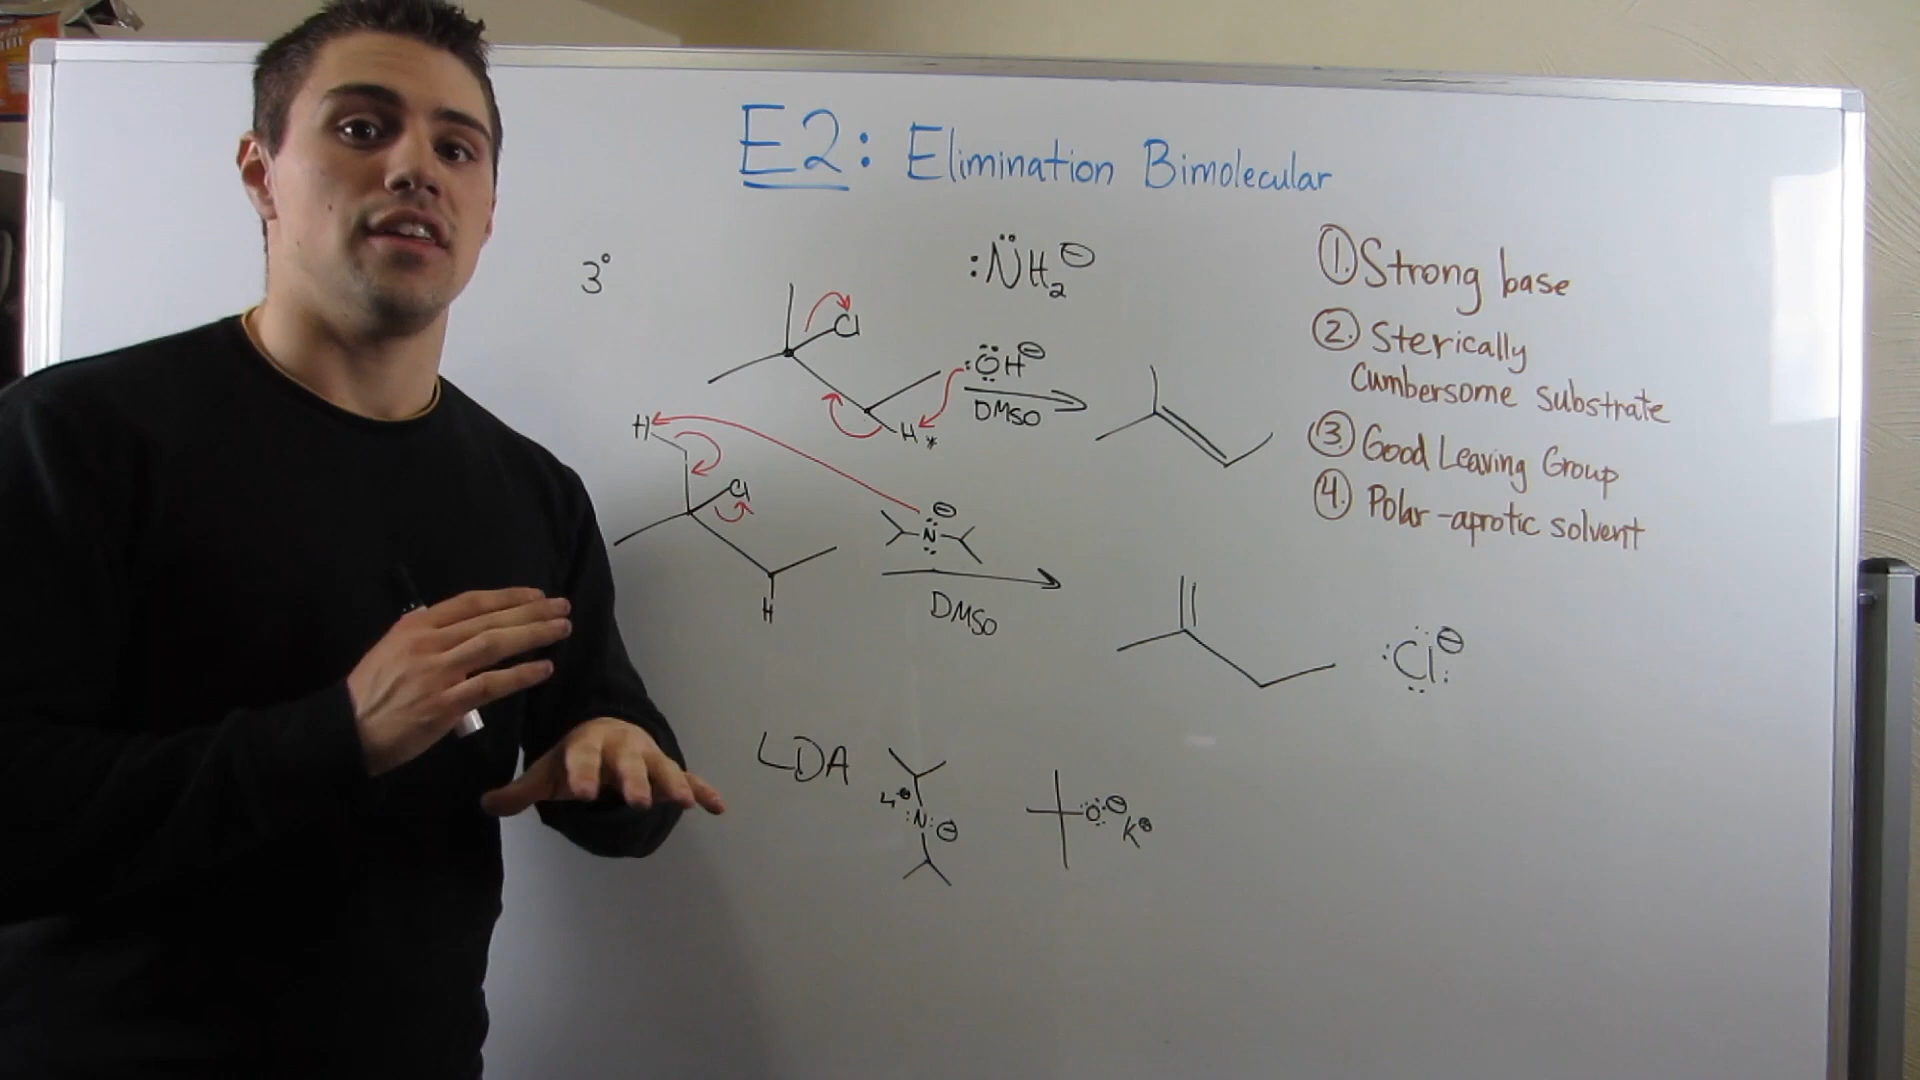 E2: Elimination Bimolecular
3°
:N̈H₂⊖
Cl
:ÖH⊖
DMSO
H*
H
Cl
N⊖
H
DMSO
:Cl:⊖
LDA
Li⊕
:N:⊖
O⊖
K⊕
①. Strong base
②. Sterically
Cumbersome substrate
③. Good Leaving Group
④. Polar-aprotic solvent